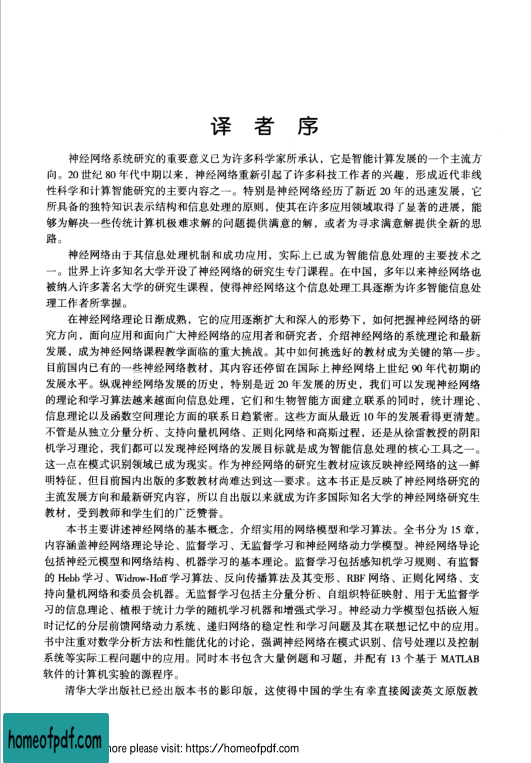 译 者 序
神经网络系统研究的重要意义已为许多科学家所承认，它是智能计算发展的一个主流方
向。20 世纪 80 年代中期以来，神经网络重新引起了许多科技工作者的兴趣，形成近代非线
性科学和计算智能研究的主要内容之一。特别是神经网络经历了新近 20 年的迅速发展，它
所具备的独特知识表示结构和信息处理的原则，使其在许多应用领域取得了显著的进展，能
够为解决一些传统计算机极难求解的问题提供满意的解，或者为寻求满意解提供全新的思
路。
神经网络由于其信息处理机制和成功应用，实际上已成为智能信息处理的主要技术之
一。世界上许多知名大学开设了神经网络的研究生专门课程。在中国，多年以来神经网络也
被纳入许多著名大学的研究生课程，使得神经网络这个信息处理工具逐渐为许多智能信息处
理工作者所掌握。
在神经网络理论日渐成熟，它的应用逐渐扩大和深入的形势下，如何把握神经网络的研
究方向，面向应用和面向广大神经网络的应用者和研究者，介绍神经网络的系统理论和最新
发展，成为神经网络课程教学面临的重大挑战。其中如何挑选好的教材成为关键的第一步。
目前国内已有的一些神经网络教材，其内容还停留在国际上神经网络上世纪 90 年代初期的
发展水平。纵观神经网络发展的历史，特别是近 20 年发展的历史，我们可以发现神经网络
的理论和学习算法越来越面向信息处理，它们和生物智能方面建立联系的同时，统计理论、
信息理论以及函数空间理论方面的联系日趋紧密。这些方面从最近 10 年的发展看得更清楚。
不管是从独立分量分析、支持向量机网络、正则化网络和高斯过程，还是从徐雷教授的阴阳
机学习理论，我们都可以发现神经网络的发展目标就是成为智能信息处理的核心工具之一。
这一点在模式识别领域已成为现实。作为神经网络的研究生教材应该反映神经网络的这一鲜
明特征，但目前国内出版的多数教材尚难达到这一要求。这本书正是反映了神经网络研究的
主流发展方向和最新研究内容，所以自出版以来就成为许多国际知名大学的神经网络研究生
教材，受到教师和学生们的广泛赞誉。
本书主要讲述神经网络的基本概念，介绍实用的网络模型和学习算法。全书分为 15 章，
内容涵盖神经网络理论导论、监督学习、无监督学习和神经网络动力学模型。神经网络导论
包括神经元模型和网络结构、机器学习的基本理论。监督学习包括感知机学习规则、有监督
的 Hebb 学习、Widrow-Hoff 学习算法、反向传播算法及其变形、RBF 网络、正则化网络、支
持向量机网络和委员会机器。无监督学习包括主分量分析、自组织特征映射、用于无监督学
习的信息理论、植根于统计力学的随机学习机器和增强式学习。神经动力学模型包括嵌入短
时记忆的分层前馈网络动力系统、递归网络的稳定性和学习问题及其在联想记忆中的应用。
书中注重对数学分析方法和性能优化的讨论，强调神经网络在模式识别、信号处理以及控制
系统等实际工程问题中的应用。同时本书包含大量例题和习题，并配有 13 个基于 MATLAB
软件的计算机实验的源程序。
清华大学出版社已经出版本书的影印版，这使得中国的学生有幸直接阅读英文原版教
homeofpdf.com
ore please visit: https://homeofpdf.com